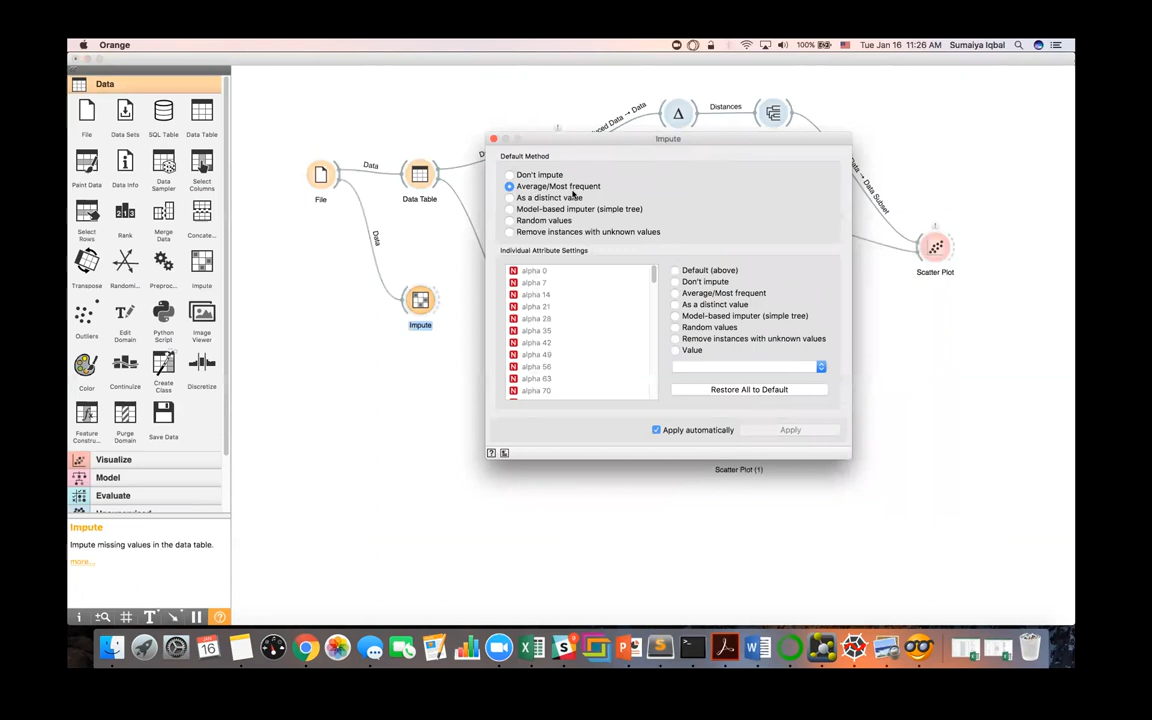 Orange
100%
Tue Jan 16 11:26 AM
Sumaiya Iqbal
Data
File
Data Sets
SQL Table
Data Table
Paint Data
Data Info
Data
Sampler
Select
Columns
Select
Rows
Rank
Merge
Data
Concate...
Transpose
Randomi...
Preproc...
Impute
Outliers
Edit
Domain
Python
Script
Image
Viewer
Color
Continuize
Create
Class
Discretize
Feature
Constru...
Purge
Domain
Save Data
Visualize
Model
Evaluate
Impute
Impute missing values in the data table.
more...
File
Data
Data
Data Table
Impute
Data
Distances
Data → Data Subset
Scatter Plot
Scatter Plot (1)
Impute
Default Method
Don't impute
Average/Most frequent
As a distinct value
Model-based imputer (simple tree)
Random values
Remove instances with unknown values
Individual Attribute Settings
N alpha 0
N alpha 7
N alpha 14
N alpha 21
N alpha 28
N alpha 35
N alpha 42
N alpha 49
N alpha 56
N alpha 63
N alpha 70
Default (above)
Don't impute
Average/Most frequent
As a distinct value
Model-based imputer (simple tree)
Random values
Remove instances with unknown values
Value
Restore All to Default
Apply automatically
Apply
JAN
16